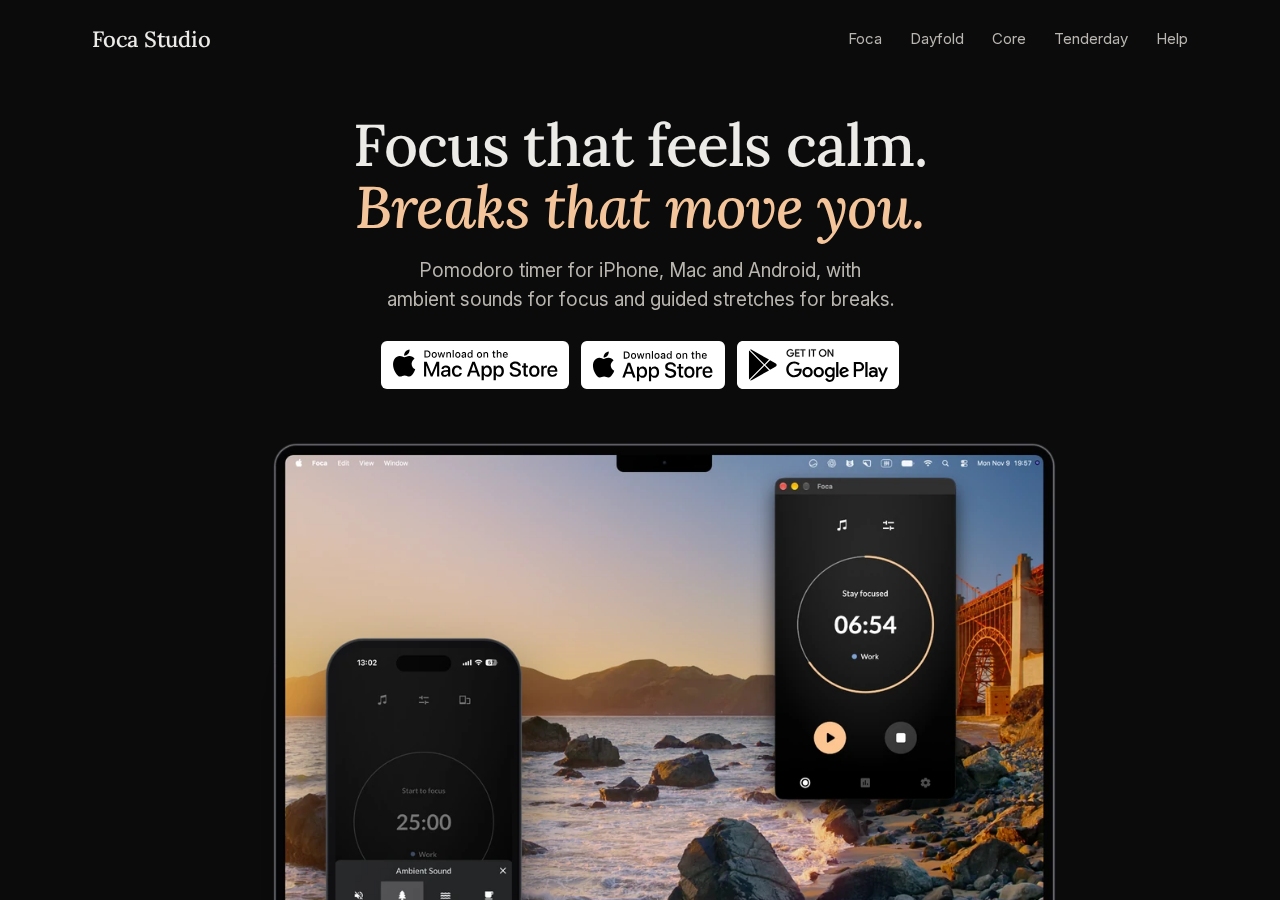 Foca Studio
Foca Dayfold Core Tenderday Help
Focus that feels calm.
Breaks that move you.
Pomodoro timer for iPhone, Mac and Android, with
ambient sounds for focus and guided stretches for breaks.
Download on the
Mac App Store
Download on the
App Store
GET IT ON
Google Play
Foca Edit View Window
Mon Nov 9 19:57
Foca
Stay focused
06:54
Work
13:02
Start to focus
25:00
Work
Ambient Sound